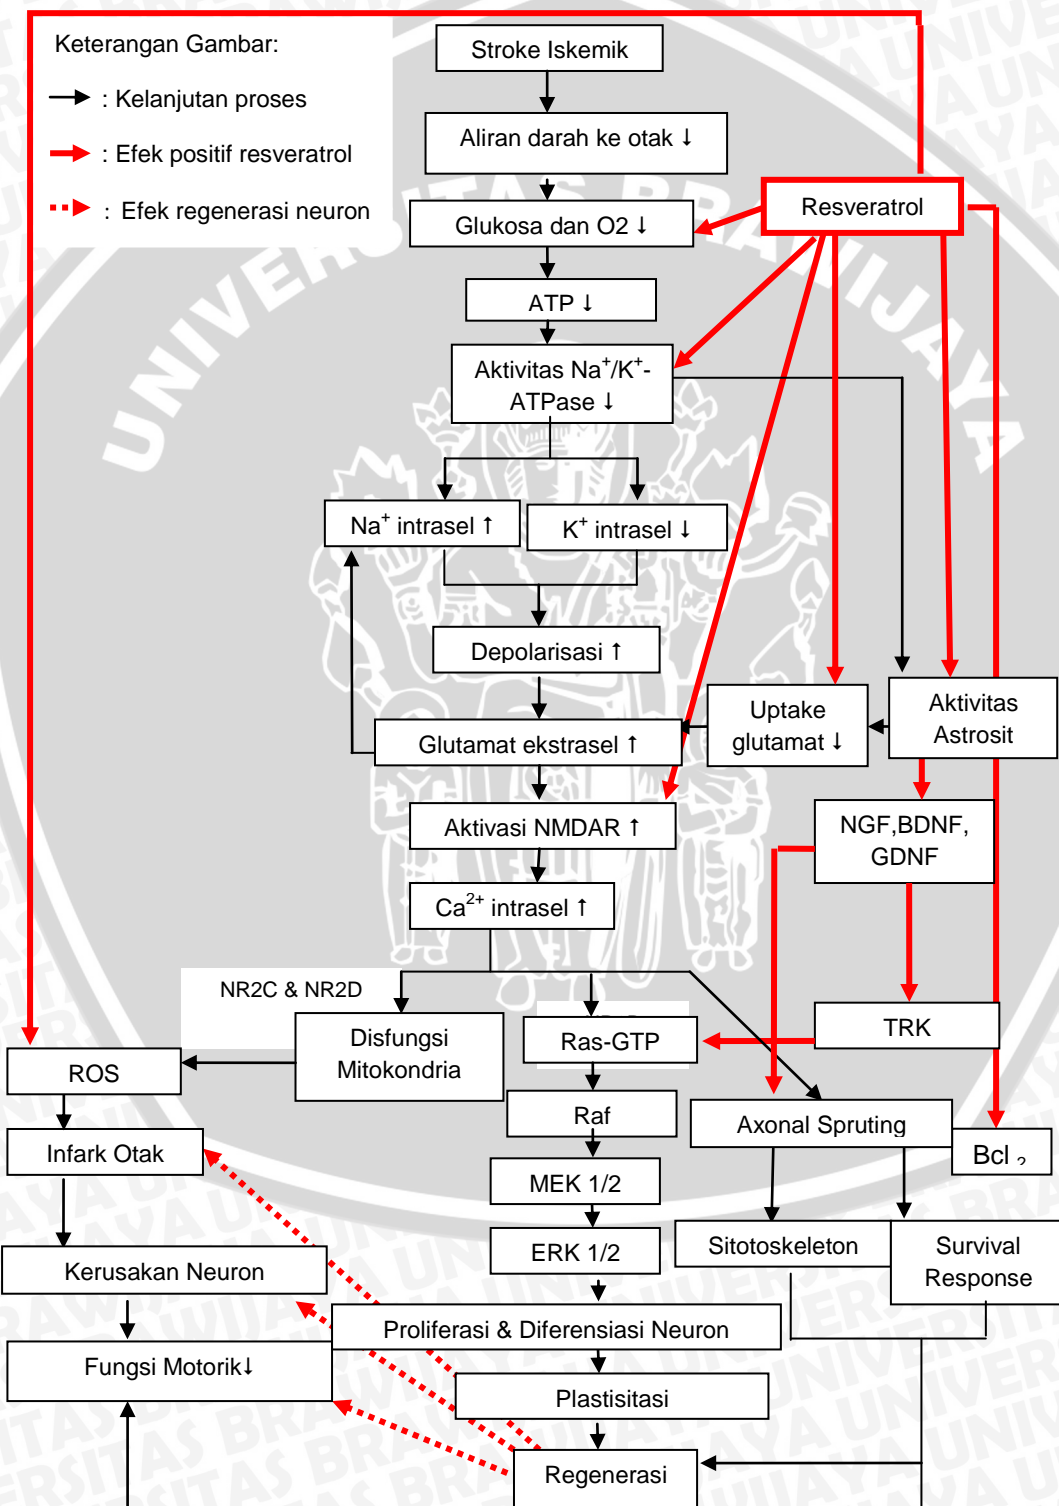 Keterangan Gambar:
: Kelanjutan proses
: Efek positif resveratrol
: Efek regenerasi neuron
Stroke Iskemik
Aliran darah ke otak ↓
Resveratrol
Glukosa dan O2 ↓
ATP ↓
Aktivitas Na⁺/K⁺-
ATPase ↓
Na⁺ intrasel ↑
K⁺ intrasel ↓
Depolarisasi ↑
Uptake
glutamat ↓
Aktivitas
Astrosit
Glutamat ekstrasel ↑
Aktivasi NMDAR ↑
NGF,BDNF,
GDNF
Ca²⁺ intrasel ↑
NR2C & NR2D
Disfungsi
Mitokondria
Ras-GTP
TRK
ROS
Raf
Axonal Spruting
Infark Otak
Bcl
MEK 1/2
ERK 1/2
Sitotoskeleton
Survival
Response
Kerusakan Neuron
Proliferasi & Diferensiasi Neuron
Fungsi Motorik↓
Plastisitasi
Regenerasi
UNIVERSITAS BRAWIJAYA